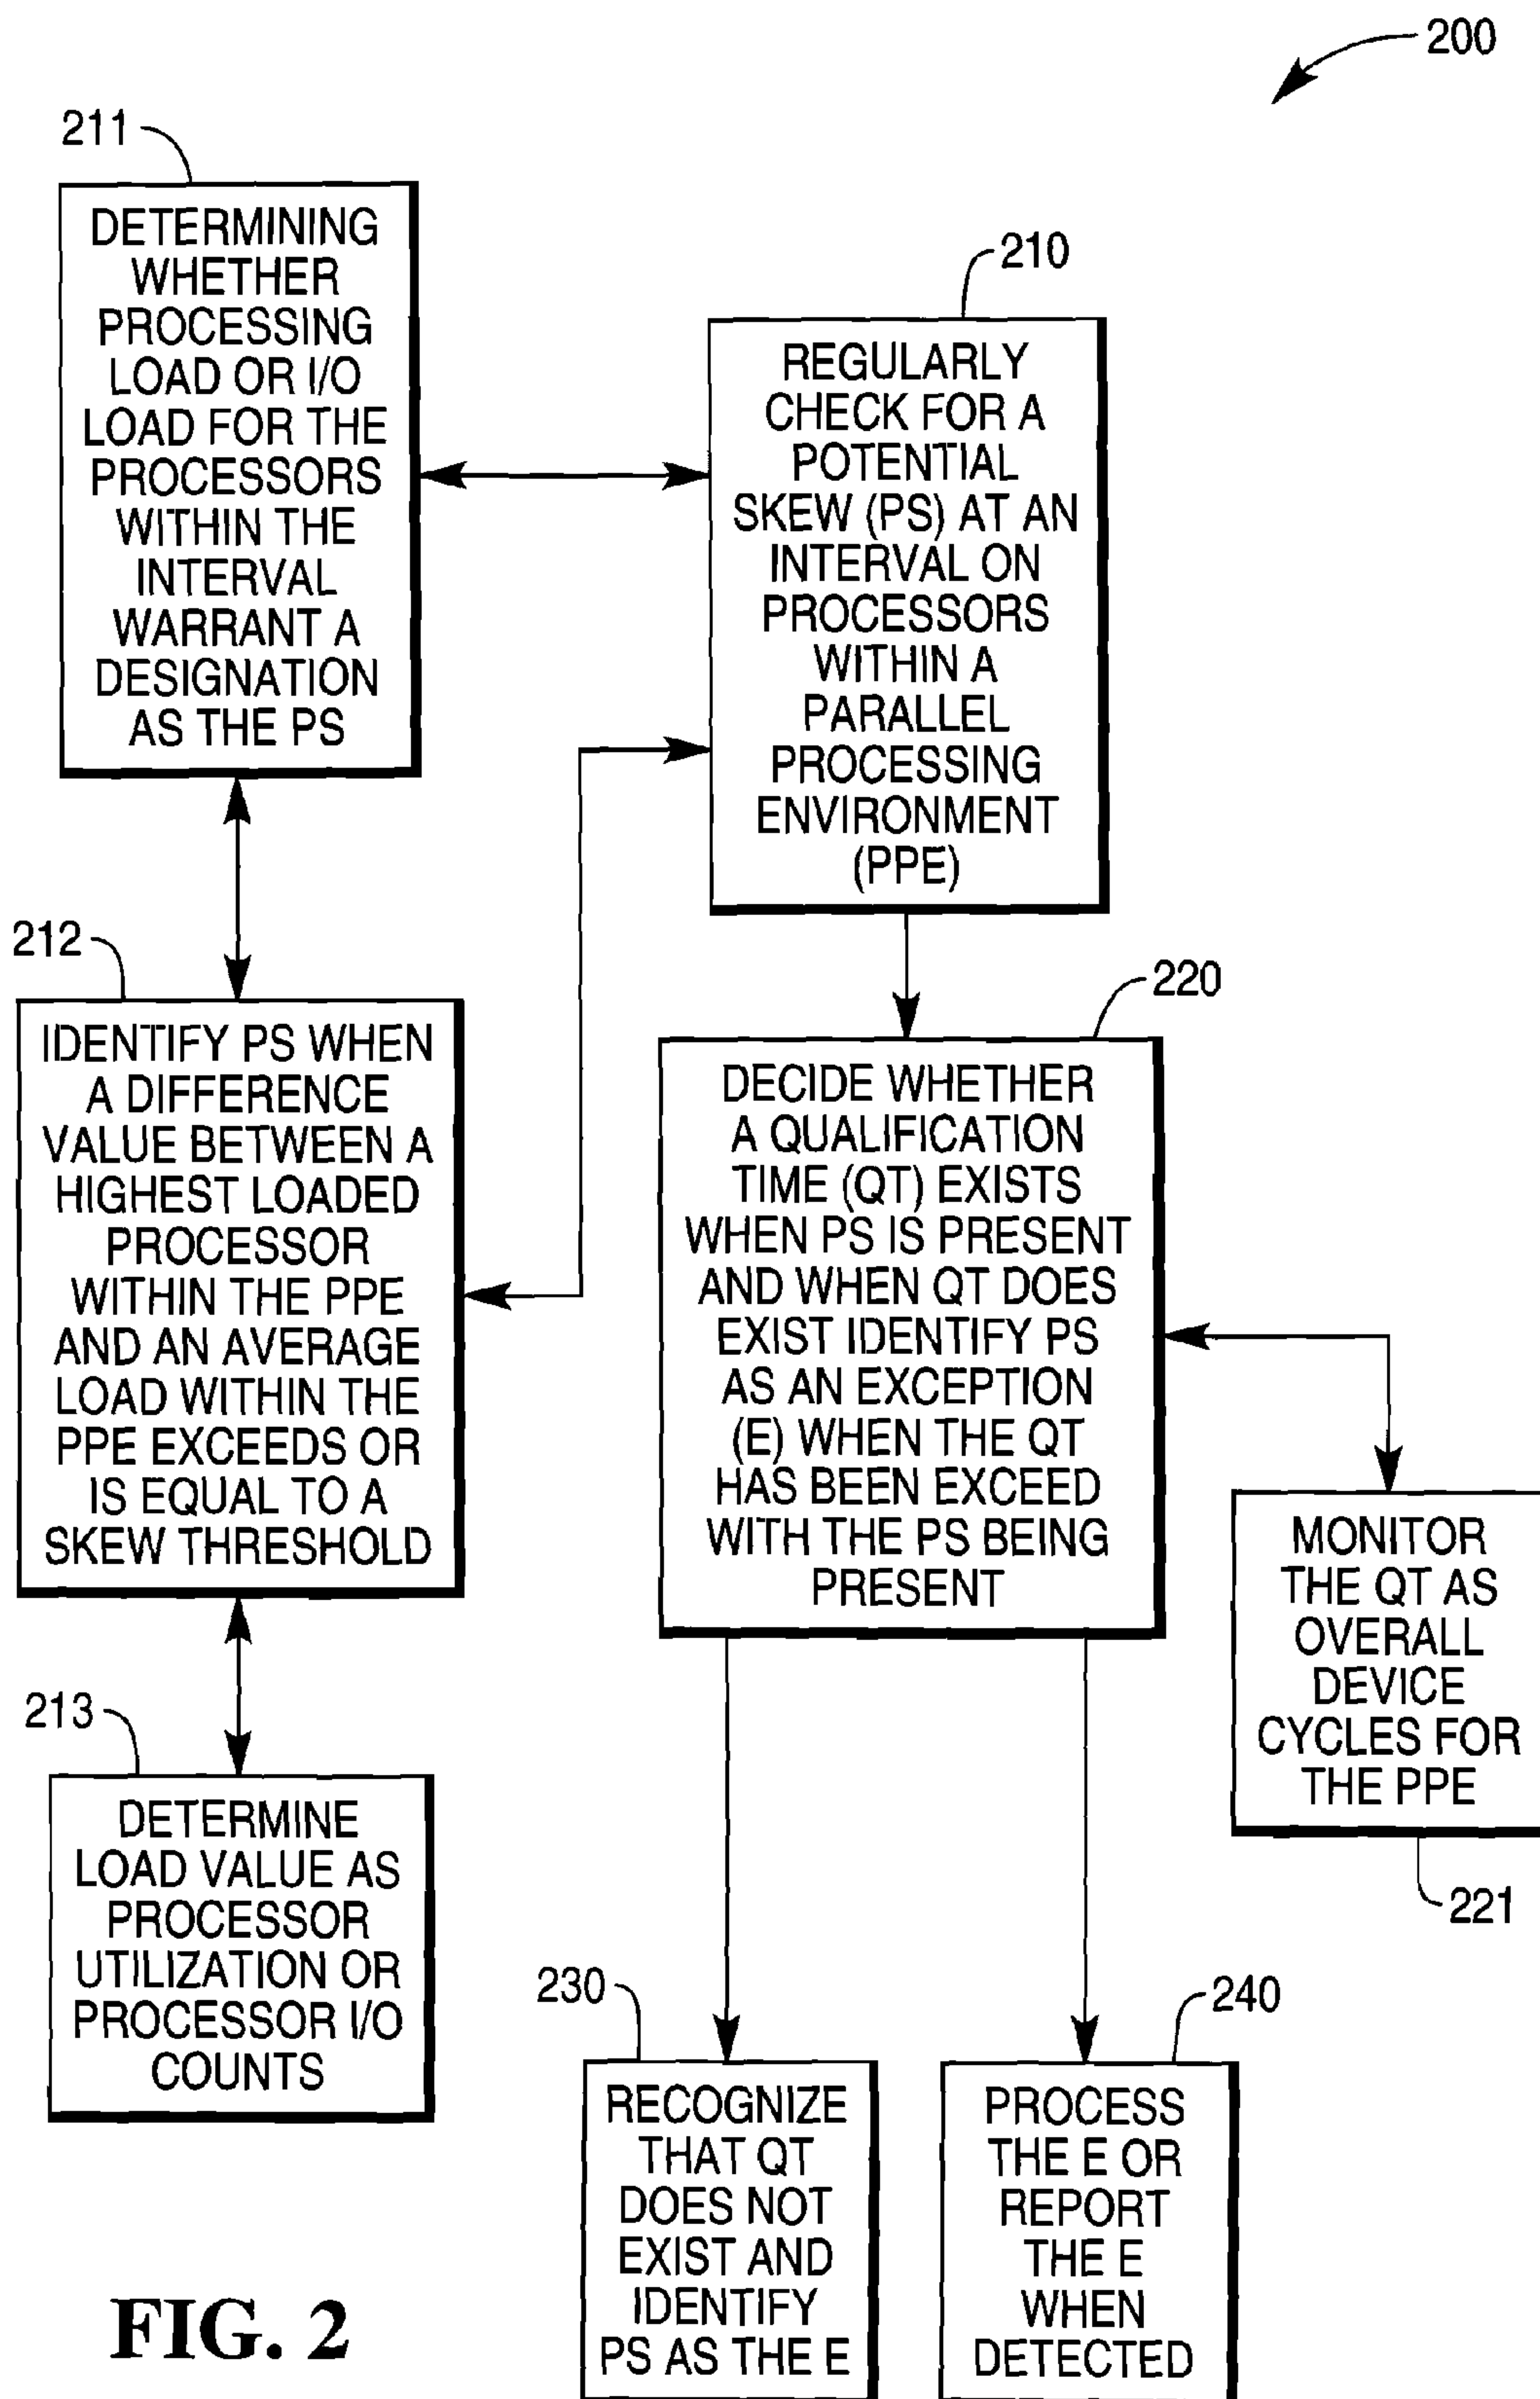 200
211
DETERMINING
WHETHER
PROCESSING
LOAD OR I/O
LOAD FOR THE
PROCESSORS
WITHIN THE
INTERVAL
WARRANT A
DESIGNATION
AS THE PS
210
REGULARLY
CHECK FOR A
POTENTIAL
SKEW (PS) AT AN
INTERVAL ON
PROCESSORS
WITHIN A
PARALLEL
PROCESSING
ENVIRONMENT
(PPE)
212
IDENTIFY PS WHEN
A DIFFERENCE
VALUE BETWEEN A
HIGHEST LOADED
PROCESSOR
WITHIN THE PPE
AND AN AVERAGE
LOAD WITHIN THE
PPE EXCEEDS OR
IS EQUAL TO A
SKEW THRESHOLD
220
DECIDE WHETHER
A QUALIFICATION
TIME (QT) EXISTS
WHEN PS IS PRESENT
AND WHEN QT DOES
EXIST IDENTIFY PS
AS AN EXCEPTION
(E) WHEN THE QT
HAS BEEN EXCEED
WITH THE PS BEING
PRESENT
MONITOR
THE QT AS
OVERALL
DEVICE
CYCLES FOR
THE PPE
221
213
DETERMINE
LOAD VALUE AS
PROCESSOR
UTILIZATION OR
PROCESSOR I/O
COUNTS
230
RECOGNIZE
THAT QT
DOES NOT
EXIST AND
IDENTIFY
PS AS THE E
240
PROCESS
THE E OR
REPORT
THE E
WHEN
DETECTED
FIG. 2